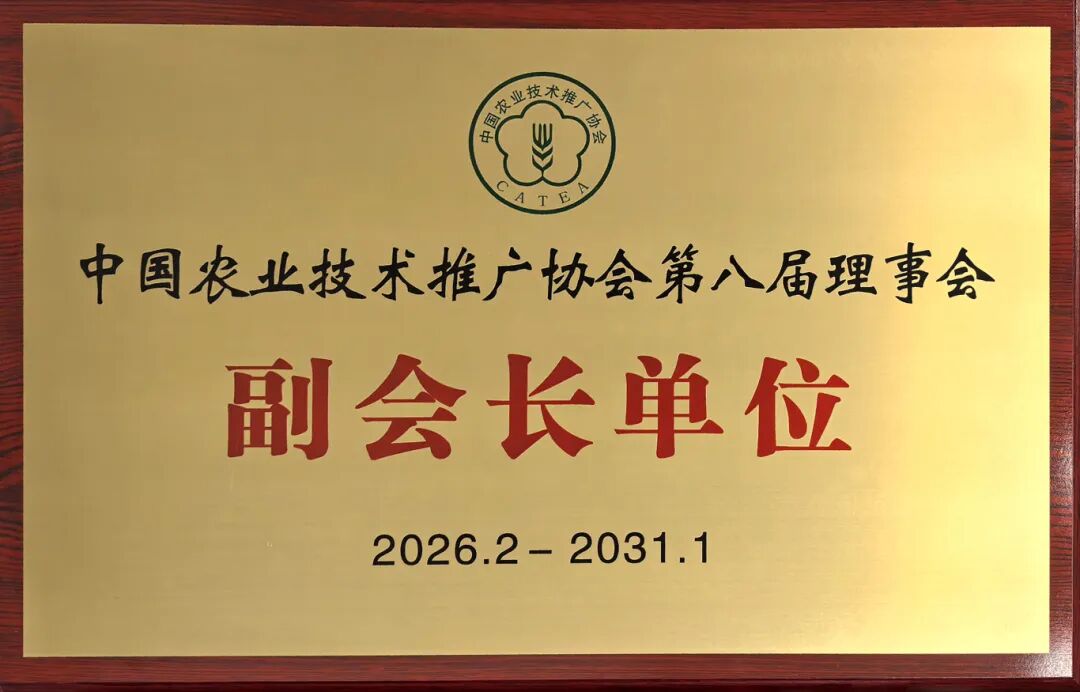 中国农业技术推广协会
CATEA
中国农业技术推广协会第八届理事会
副会长单位
2026.2 – 2031.1